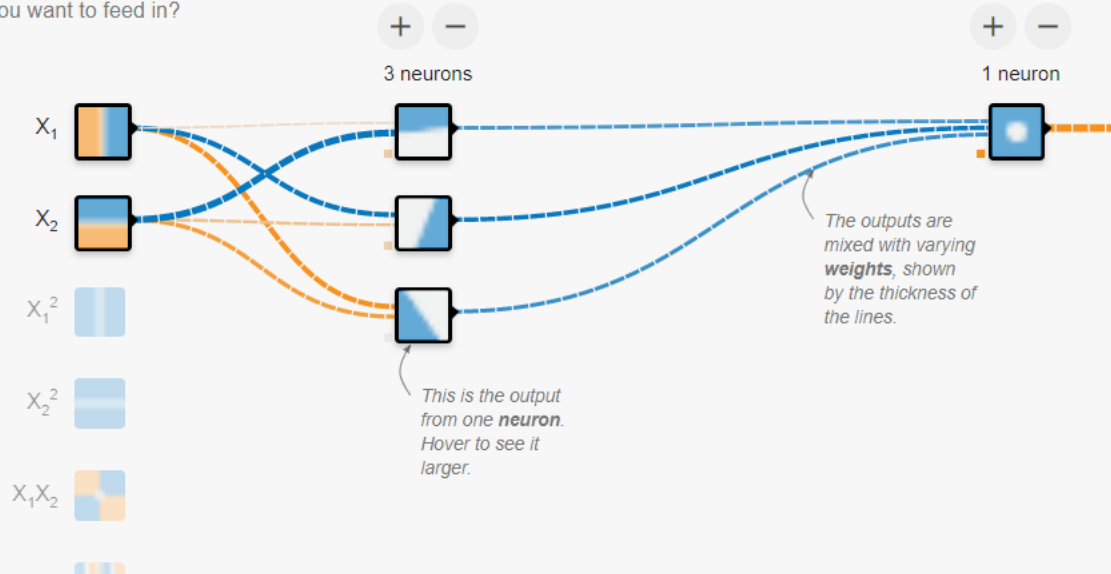 ou want to feed in?
+ − + −
3 neurons 1 neuron
X₁
X₂
The outputs are
mixed with varying
weights, shown
by the thickness of
the lines.
X₁²
This is the output
from one neuron.
Hover to see it
larger.
X₂²
X₁X₂